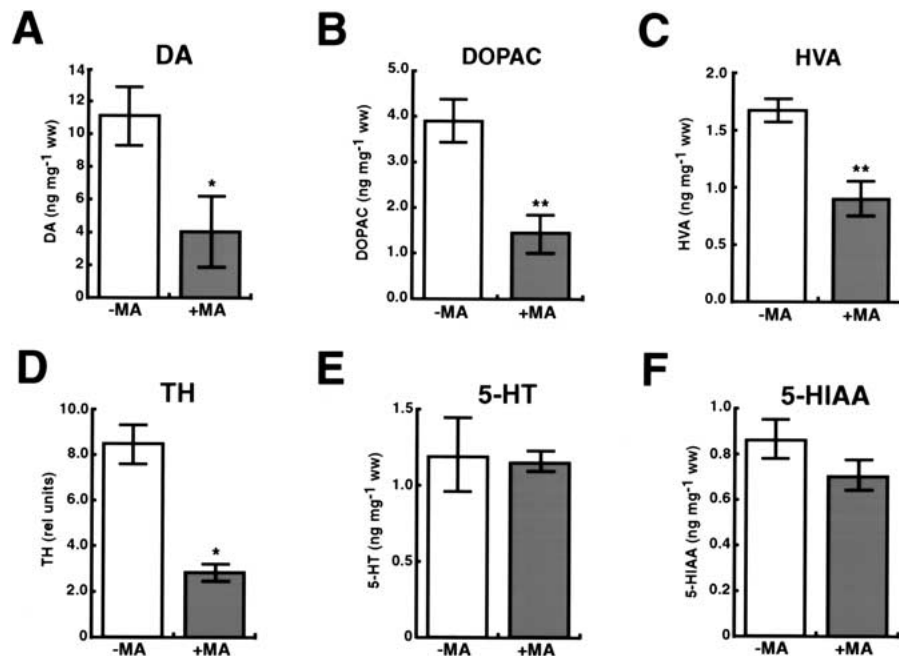 A
DA
DA (ng mg⁻¹ ww)
14
12
10
8
6
4
2
0
*
-MA
+MA
B
DOPAC
DOPAC (ng mg⁻¹ ww)
5.0
4.0
3.0
2.0
1.0
0.0
**
-MA
+MA
C
HVA
HVA (ng mg⁻¹ ww)
2.0
1.5
1.0
0.5
0.0
**
-MA
+MA
D
TH
TH (rel units)
10.0
8.0
6.0
4.0
2.0
0
*
-MA
+MA
E
5-HT
5-HT (ng mg⁻¹ ww)
1.5
1.0
0.5
0
-MA
+MA
F
5-HIAA
5-HIAA (ng mg⁻¹ ww)
1.0
0.8
0.6
0.4
0.2
0
-MA
+MA